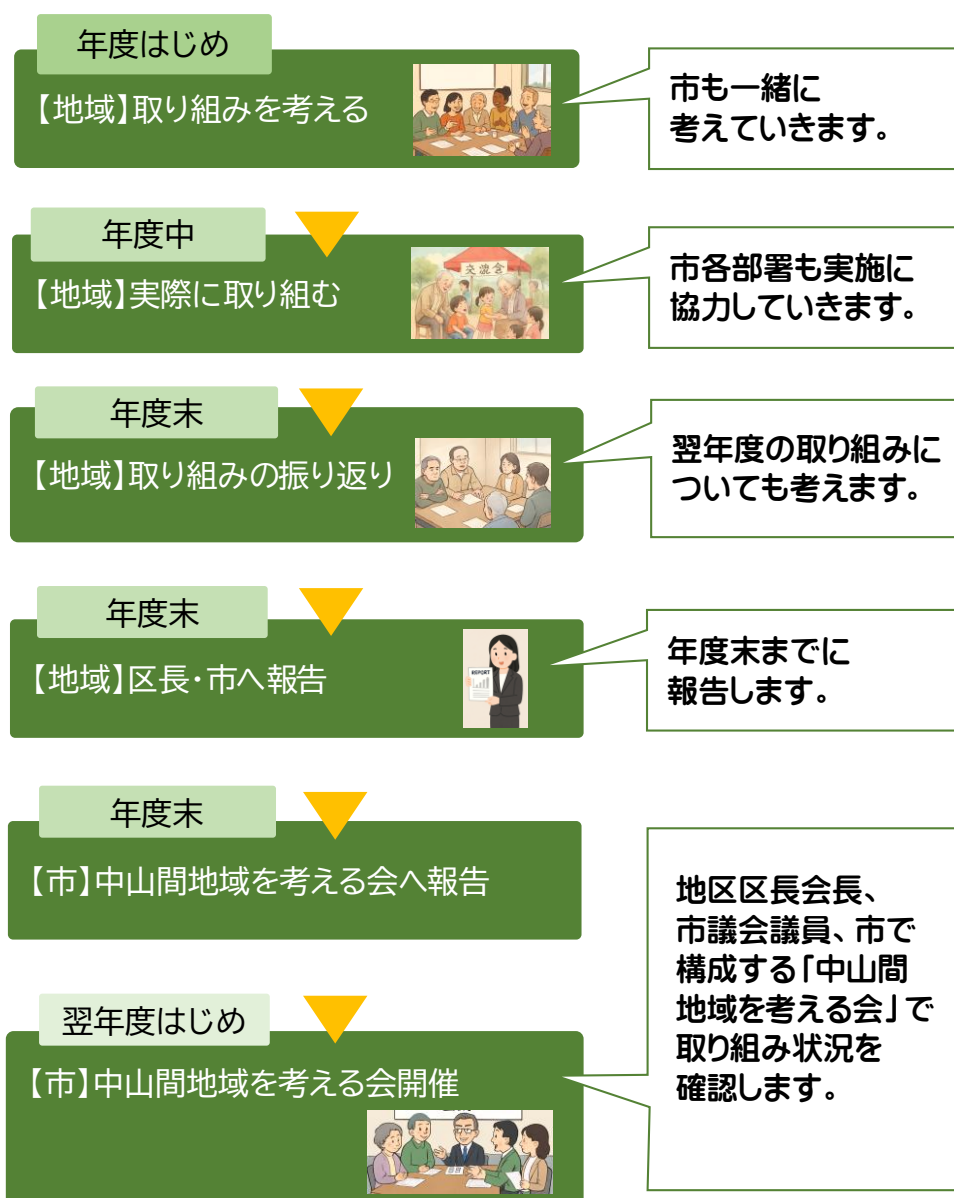 年度はじめ
【地域】取り組みを考える
市も一緒に
考えていきます。
年度中
【地域】実際に取り組む
交流会
市各部署も実施に
協力していきます。
年度末
【地域】取り組みの振り返り
翌年度の取り組みに
ついても考えます。
年度末
【地域】区長・市へ報告
REPORT
年度末までに
報告します。
年度末
【市】中山間地域を考える会へ報告
翌年度はじめ
【市】中山間地域を考える会開催
地区区長会長、
市議会議員、市で
構成する「中山間
地域を考える会」で
取り組み状況を
確認します。